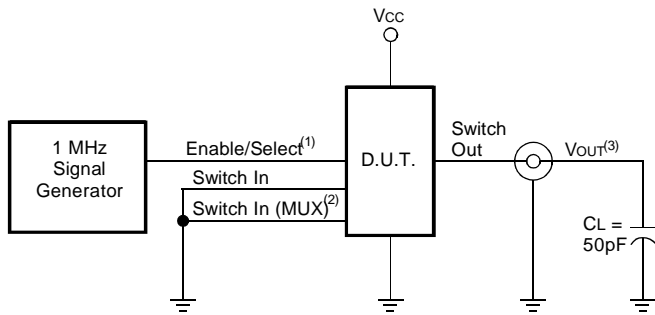 VCC
1 MHz
Signal
Generator
Enable/Select(1)
Switch In
Switch In (MUX)(2)
D.U.T.
Switch
Out
VOUT(3)
CL =
50pF